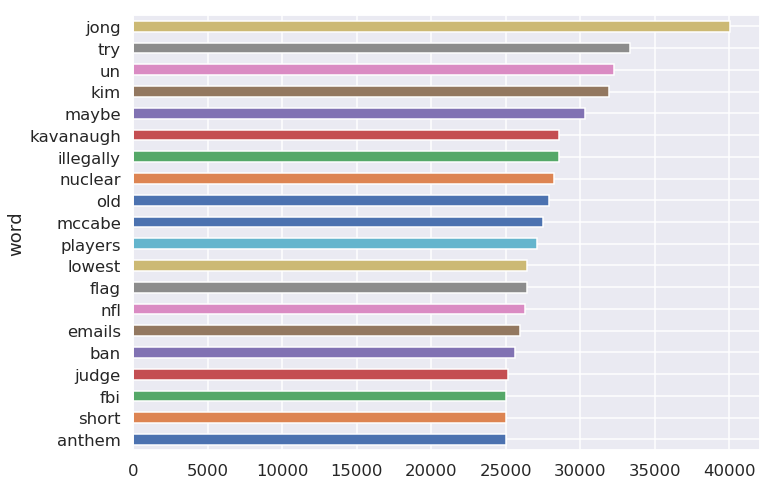 jong
try
un
kim
maybe
kavanaugh
illegally
nuclear
old
mccabe
players
lowest
flag
nfl
emails
ban
judge
fbi
short
anthem
word
0 5000 10000 15000 20000 25000 30000 35000 40000